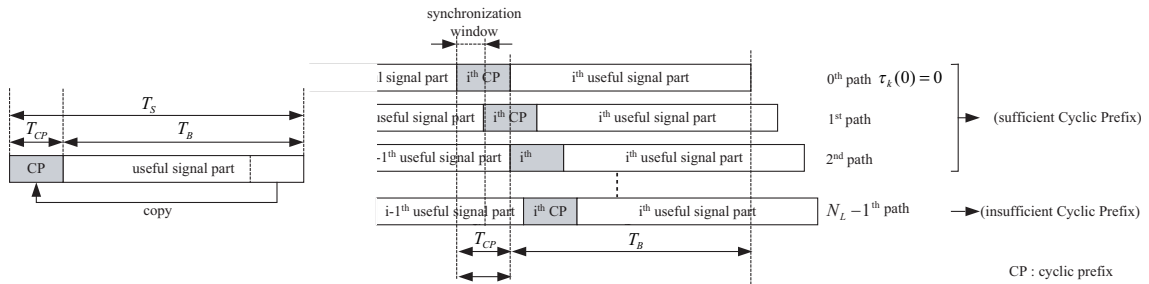 synchronization
window
l signal part
i^th CP
i^th useful signal part
0^th path τ_k(0)=0
useful signal part
i^th CP
i^th useful signal part
1^st path
(sufficient Cyclic Prefix)
-1^th useful signal part
i^th
i^th useful signal part
2^nd path
i-1^th useful signal part
i^th CP
i^th useful signal part
N_L −1^th path
(insufficient Cyclic Prefix)
T_CP
T_B
CP : cyclic prefix
T_S
T_CP
T_B
CP
useful signal part
copy